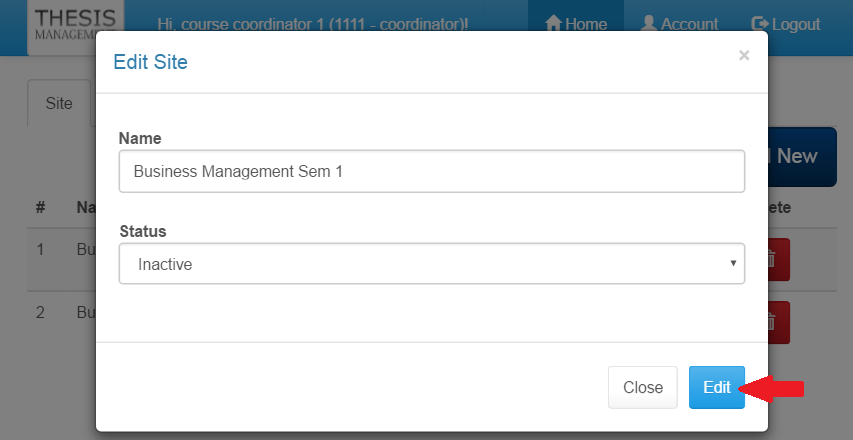 THESIS
MANAGEMENT
Hi, course coordinator 1 (1111 - coordinator)!
Home
Account
Logout
Edit Site
×
Site
Name
Business Management Sem 1
New
#
1
2
Status
Inactive
Close
Edit